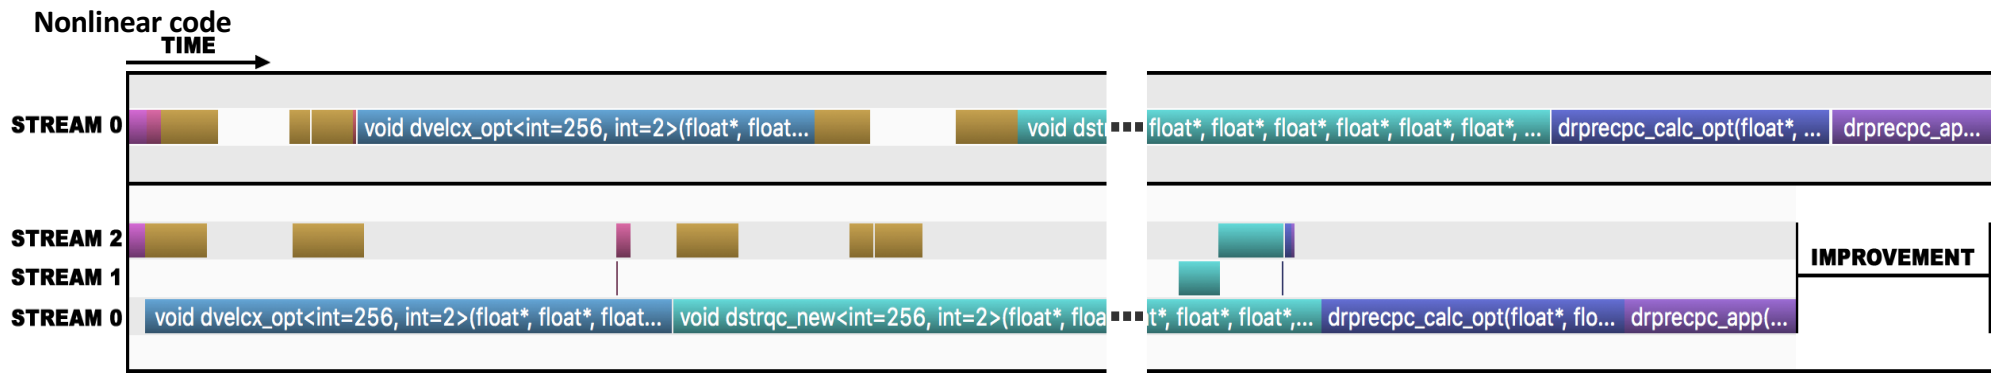 Nonlinear code
TIME
STREAM 0
void dvelcx_opt<int=256, int=2>(float*, float...
void dst
float*, float*, float*, float*, float*, float*, ...
drprecpc_calc_opt(float*, ...
drprecpc_ap...
STREAM 2
IMPROVEMENT
STREAM 1
STREAM 0
void dvelcx_opt<int=256, int=2>(float*, float*, float...
void dstrqc_new<int=256, int=2>(float*, floa
t*, float*, float*,...
drprecpc_calc_opt(float*, flo...
drprecpc_app(...